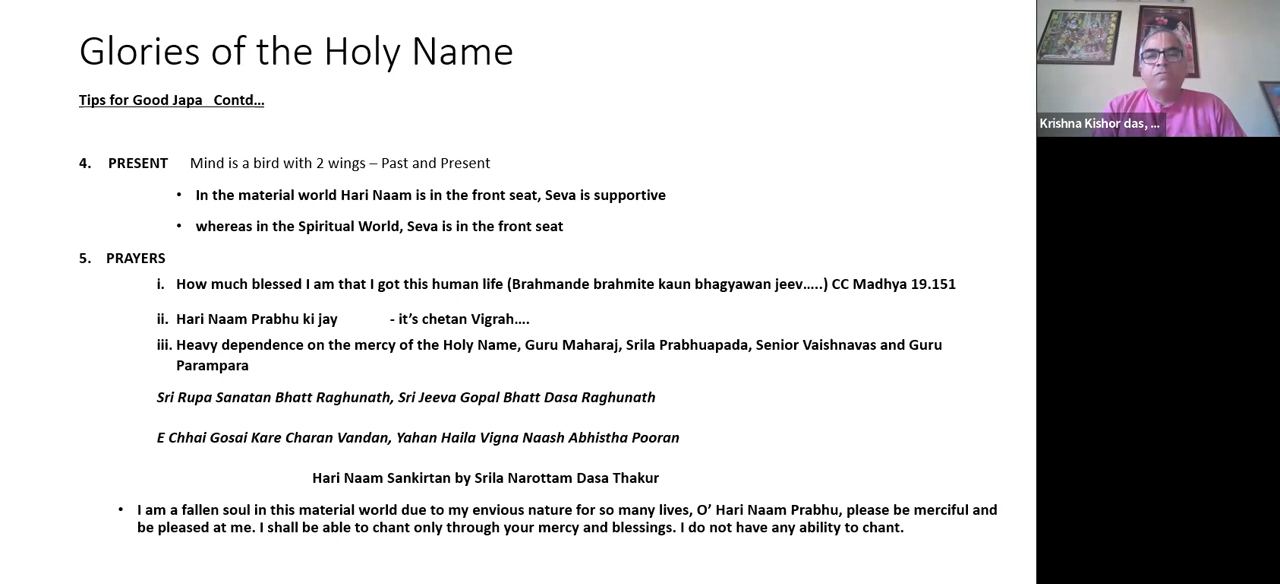 Glories of the Holy Name
Tips for Good Japa Contd...
4. PRESENT Mind is a bird with 2 wings – Past and Present
• In the material world Hari Naam is in the front seat, Seva is supportive
• whereas in the Spiritual World, Seva is in the front seat
5. PRAYERS
i. How much blessed I am that I got this human life (Brahmande brahmite kaun bhagyawan jeev.....) CC Madhya 19.151
ii. Hari Naam Prabhu ki jay - it's chetan Vigrah....
iii. Heavy dependence on the mercy of the Holy Name, Guru Maharaj, Srila Prabhuapada, Senior Vaishnavas and Guru
Parampara
Sri Rupa Sanatan Bhatt Raghunath, Sri Jeeva Gopal Bhatt Dasa Raghunath
E Chhai Gosai Kare Charan Vandan, Yahan Haila Vigna Naash Abhistha Pooran
Hari Naam Sankirtan by Srila Narottam Dasa Thakur
• I am a fallen soul in this material world due to my envious nature for so many lives, O' Hari Naam Prabhu, please be merciful and
be pleased at me. I shall be able to chant only through your mercy and blessings. I do not have any ability to chant.
Krishna Kishor das, ...